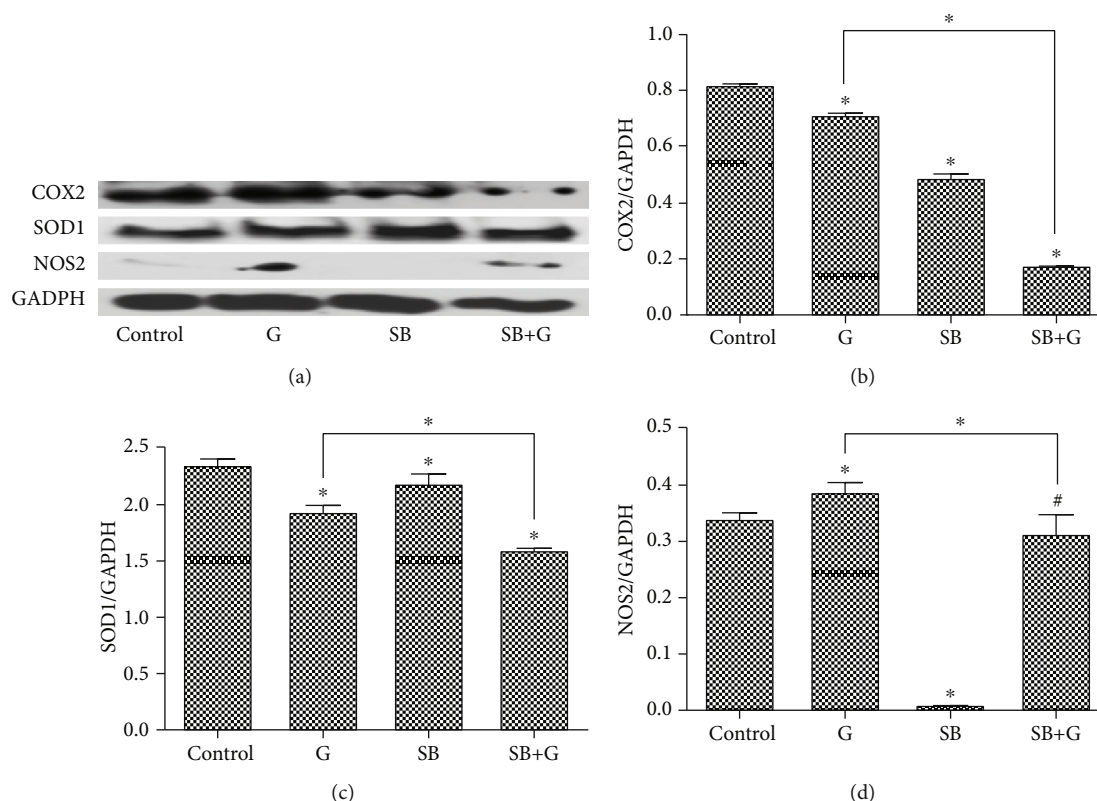 COX2
SOD1
NOS2
GADPH
Control G SB SB+G
(a)
*
1.0
0.8
0.6
0.4
0.2
0.0
COX2/GAPDH
*
*
*
Control G SB SB+G
(b)
*
2.5
2.0
1.5
1.0
0.5
0.0
SOD1/GAPDH
*
*
*
Control G SB SB+G
(c)
*
0.5
0.4
0.3
0.2
0.1
0.0
NOS2/GAPDH
*
*
#
Control G SB SB+G
(d)